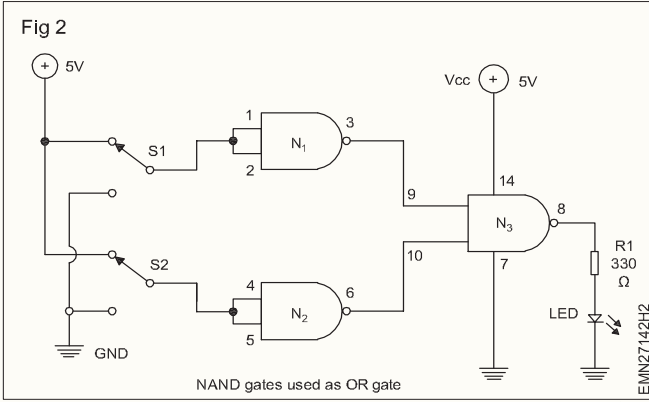 Fig 2
+ 5V
Vcc + 5V
1
3
S1
N1
2
14
9
8
N3
S2
10
7
R1
330
Ω
4
6
N2
5
LED
GND
NAND gates used as OR gate
EMN27142H2